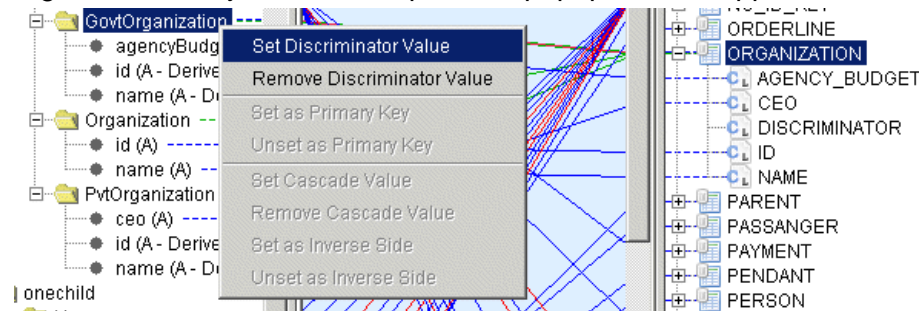 GovtOrganization
agencyBudg
id (A - Derive
name (A - D
Organization
id (A)
name (A)
PvtOrganization
ceo (A)
id (A - Derive
name (A - D
onechild
Set Discriminator Value
Remove Discriminator Value
Set as Primary Key
Unset as Primary Key
Set Cascade Value
Remove Cascade Value
Set as Inverse Side
Unset as Inverse Side
NO_ID_KEY
ORDERLINE
ORGANIZATION
AGENCY_BUDGET
CEO
DISCRIMINATOR
ID
NAME
PARENT
PASSANGER
PAYMENT
PENDANT
PERSON